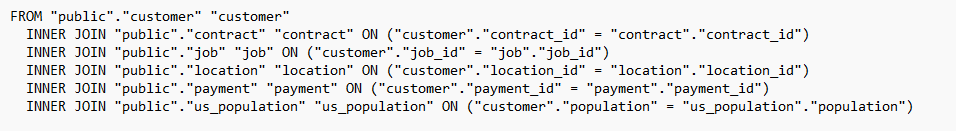 FROM "public"."customer" "customer"
INNER JOIN "public"."contract" "contract" ON ("customer"."contract_id" = "contract"."contract_id")
INNER JOIN "public"."job" "job" ON ("customer"."job_id" = "job"."job_id")
INNER JOIN "public"."location" "location" ON ("customer"."location_id" = "location"."location_id")
INNER JOIN "public"."payment" "payment" ON ("customer"."payment_id" = "payment"."payment_id")
INNER JOIN "public"."us_population" "us_population" ON ("customer"."population" = "us_population"."population")